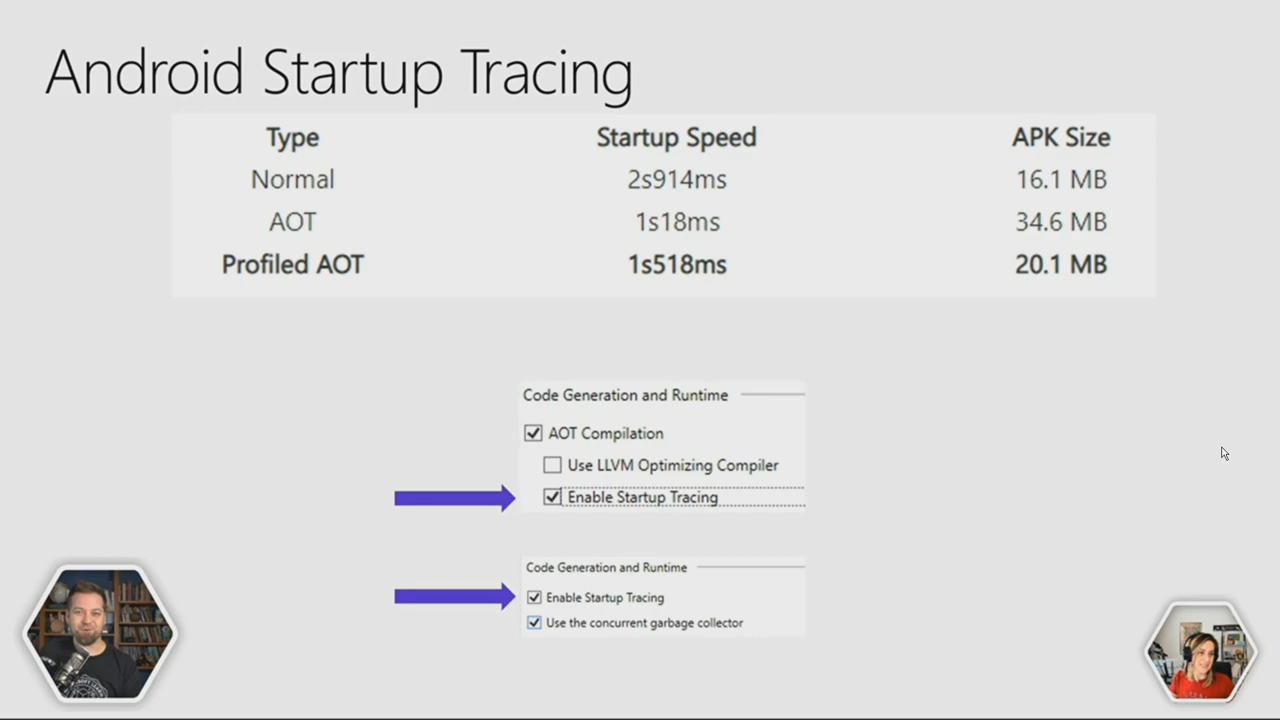 Android Startup Tracing
Type Startup Speed APK Size
Normal 2s914ms 16.1 MB
AOT 1s18ms 34.6 MB
Profiled AOT 1s518ms 20.1 MB
Code Generation and Runtime
AOT Compilation
Use LLVM Optimizing Compiler
Enable Startup Tracing
Code Generation and Runtime
Enable Startup Tracing
Use the concurrent garbage collector